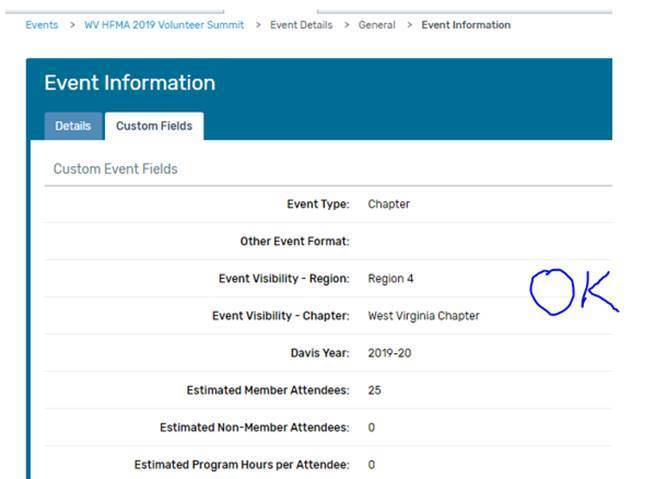 Events > WV HFMA 2019 Volunteer Summit > Event Details > General > Event Information
Event Information
Details Custom Fields
Custom Event Fields
Event Type: Chapter
Other Event Format:
Event Visibility - Region: Region 4
OK
Event Visibility - Chapter: West Virginia Chapter
Davis Year: 2019-20
Estimated Member Attendees: 25
Estimated Non-Member Attendees: 0
Estimated Program Hours per Attendee: 0